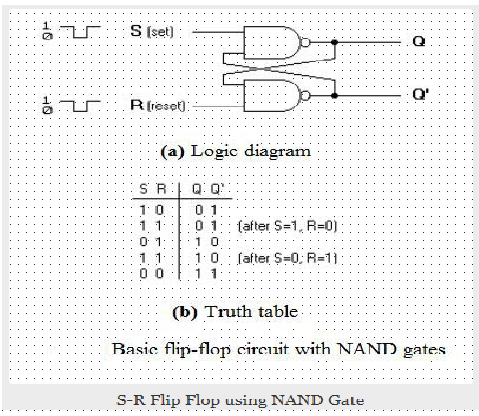 1
0
S (set)
Q
1
0
R (reset)
Q'
(a) Logic diagram
S R Q Q'
1 0 0 1
1 1 0 1 (after S=1, R=0)
0 1 1 0
1 1 1 0 (after S=0, R=1)
0 0 1 1
(b) Truth table
Basic flip-flop circuit with NAND gates
S-R Flip Flop using NAND Gate